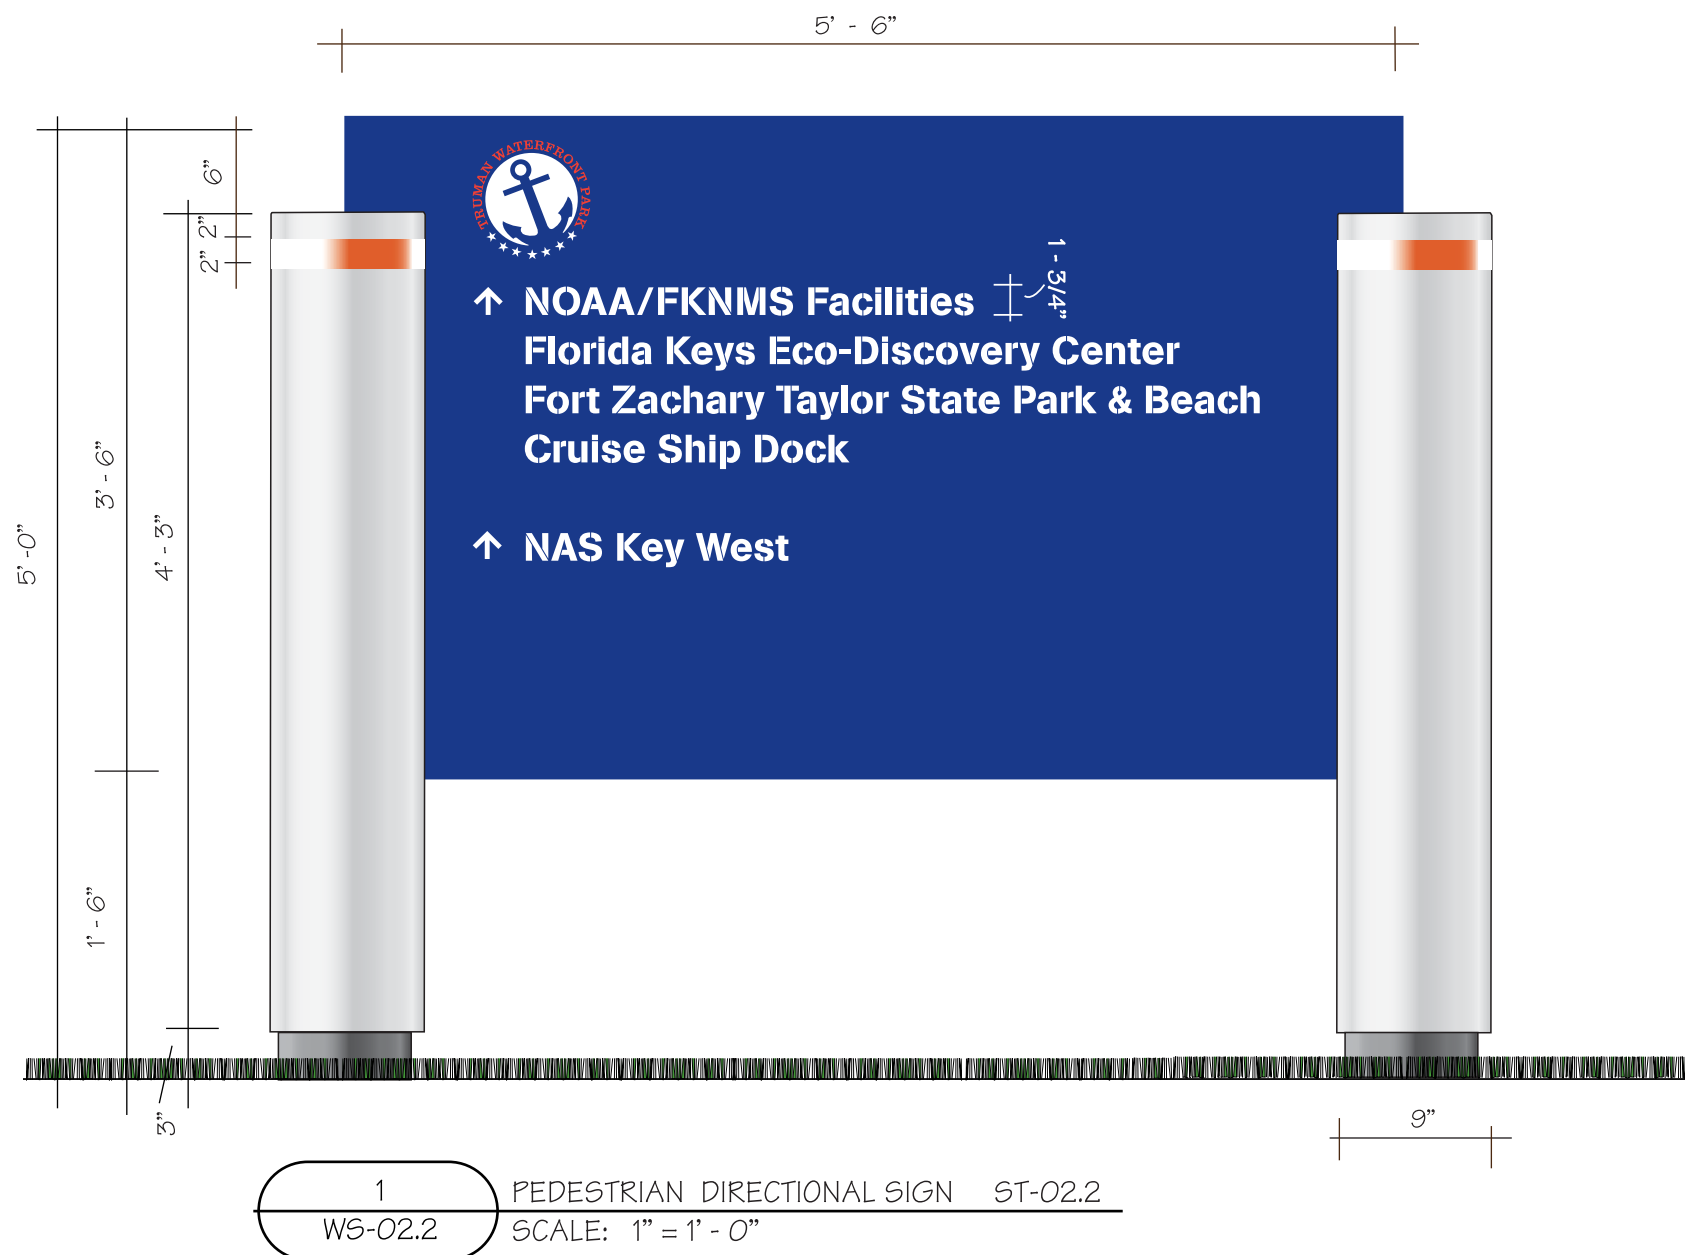 5' - 6"
6"
2"
2"
3' - 6"
4' - 3"
5' -0"
1' - 6"
3"
TRUMAN WATERFRONT PARK
1 - 3/4"
↑ NOAA/FKNMS Facilities
Florida Keys Eco-Discovery Center
Fort Zachary Taylor State Park & Beach
Cruise Ship Dock
↑ NAS Key West
9"
1
WS-02.2
PEDESTRIAN DIRECTIONAL SIGN ST-02.2
SCALE: 1" = 1' - 0"